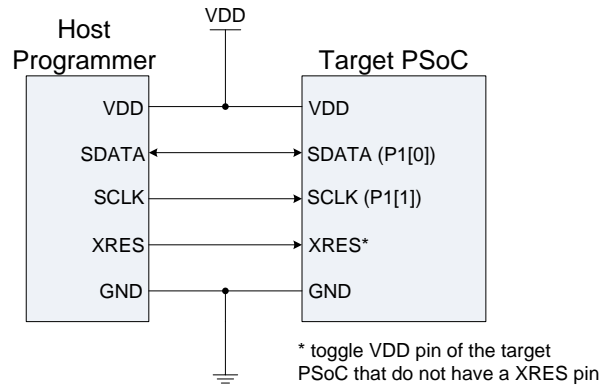 VDD
Host
Programmer
Target PSoC
VDD
VDD
SDATA
SDATA (P1[0])
SCLK
SCLK (P1[1])
XRES
XRES*
GND
GND
* toggle VDD pin of the target
PSoC that do not have a XRES pin